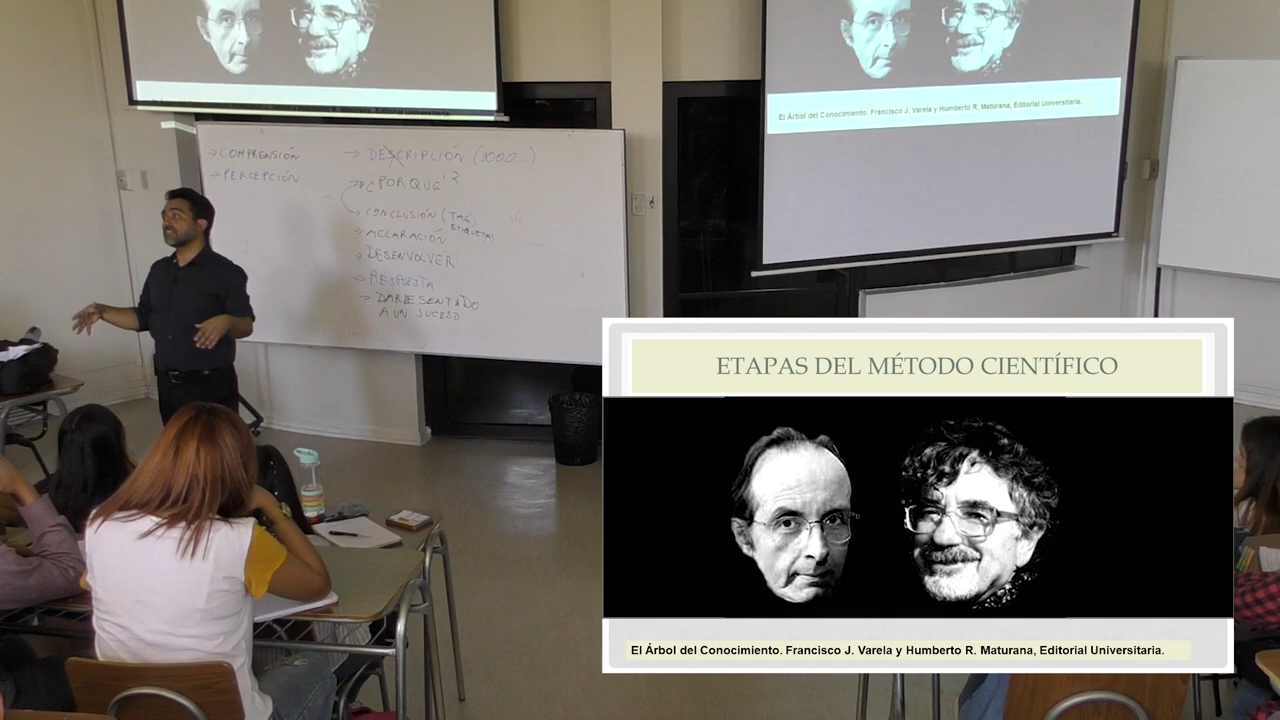 El Árbol del Conocimiento. Francisco J. Varela y Humberto R. Maturana, Editorial Universitaria.
→ COMPRENSIÓN
→ PERCEPCIÓN
→ DESCRIPCIÓN (1000...)
→ ¿PORQUÉ?
→ CONCLUSIÓN (TAG)
ETIQUETA)
→ ACLARACIÓN
→ DESENVOLVER
→ RESPUESTA
→ DARLE SENTIDO
A UN SUCESO
ETAPAS DEL MÉTODO CIENTÍFICO
El Árbol del Conocimiento. Francisco J. Varela y Humberto R. Maturana, Editorial Universitaria.